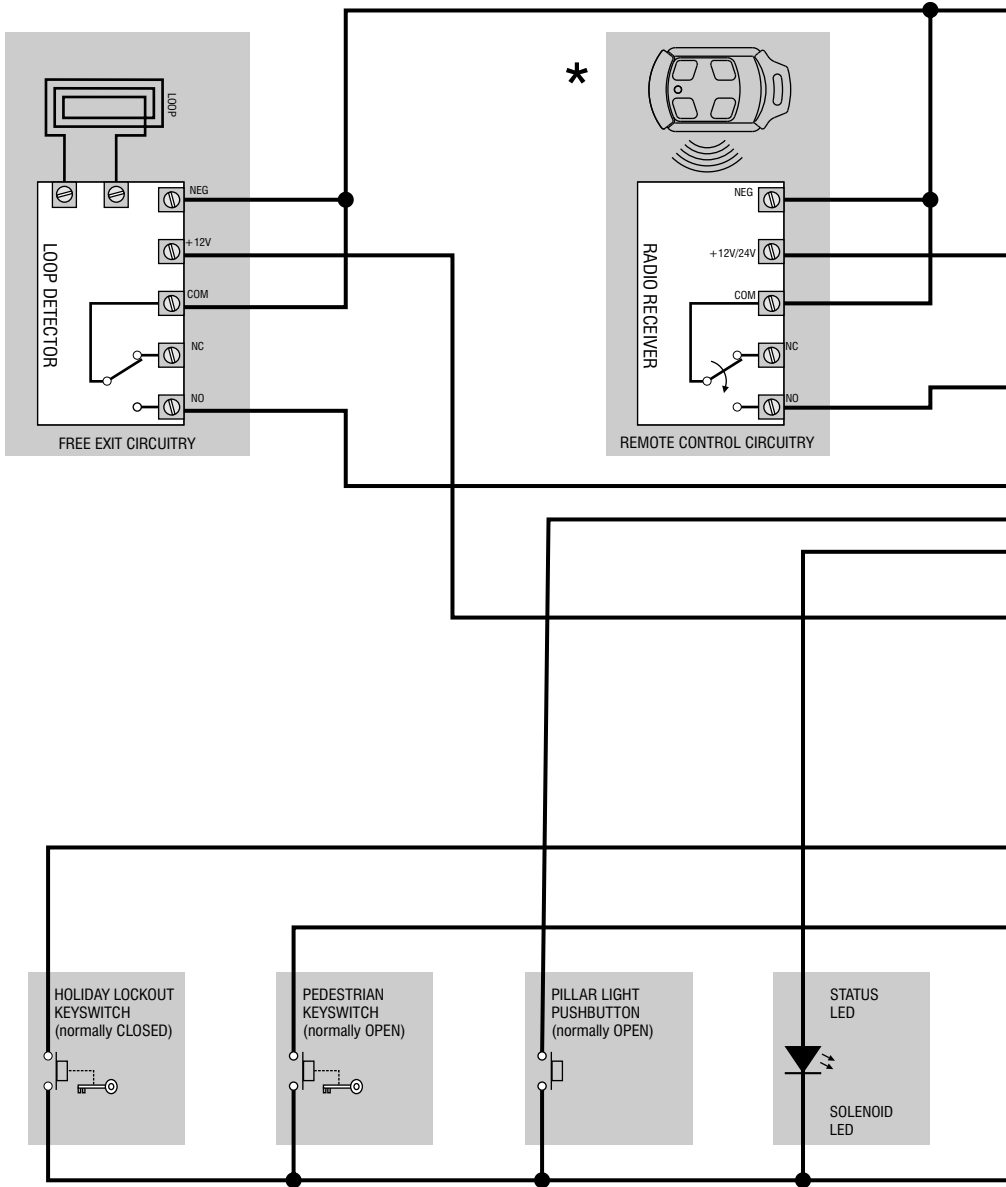 LOOP
NEG
+12V
COM
NC
NO
LOOP DETECTOR
FREE EXIT CIRCUITRY
*
NEG
+12V/24V
COM
NC
NO
RADIO RECEIVER
REMOTE CONTROL CIRCUITRY
HOLIDAY LOCKOUT
KEYSWITCH
(normally CLOSED)
PEDESTRIAN
KEYSWITCH
(normally OPEN)
PILLAR LIGHT
PUSHBUTTON
(normally OPEN)
STATUS
LED
SOLENOID
LED